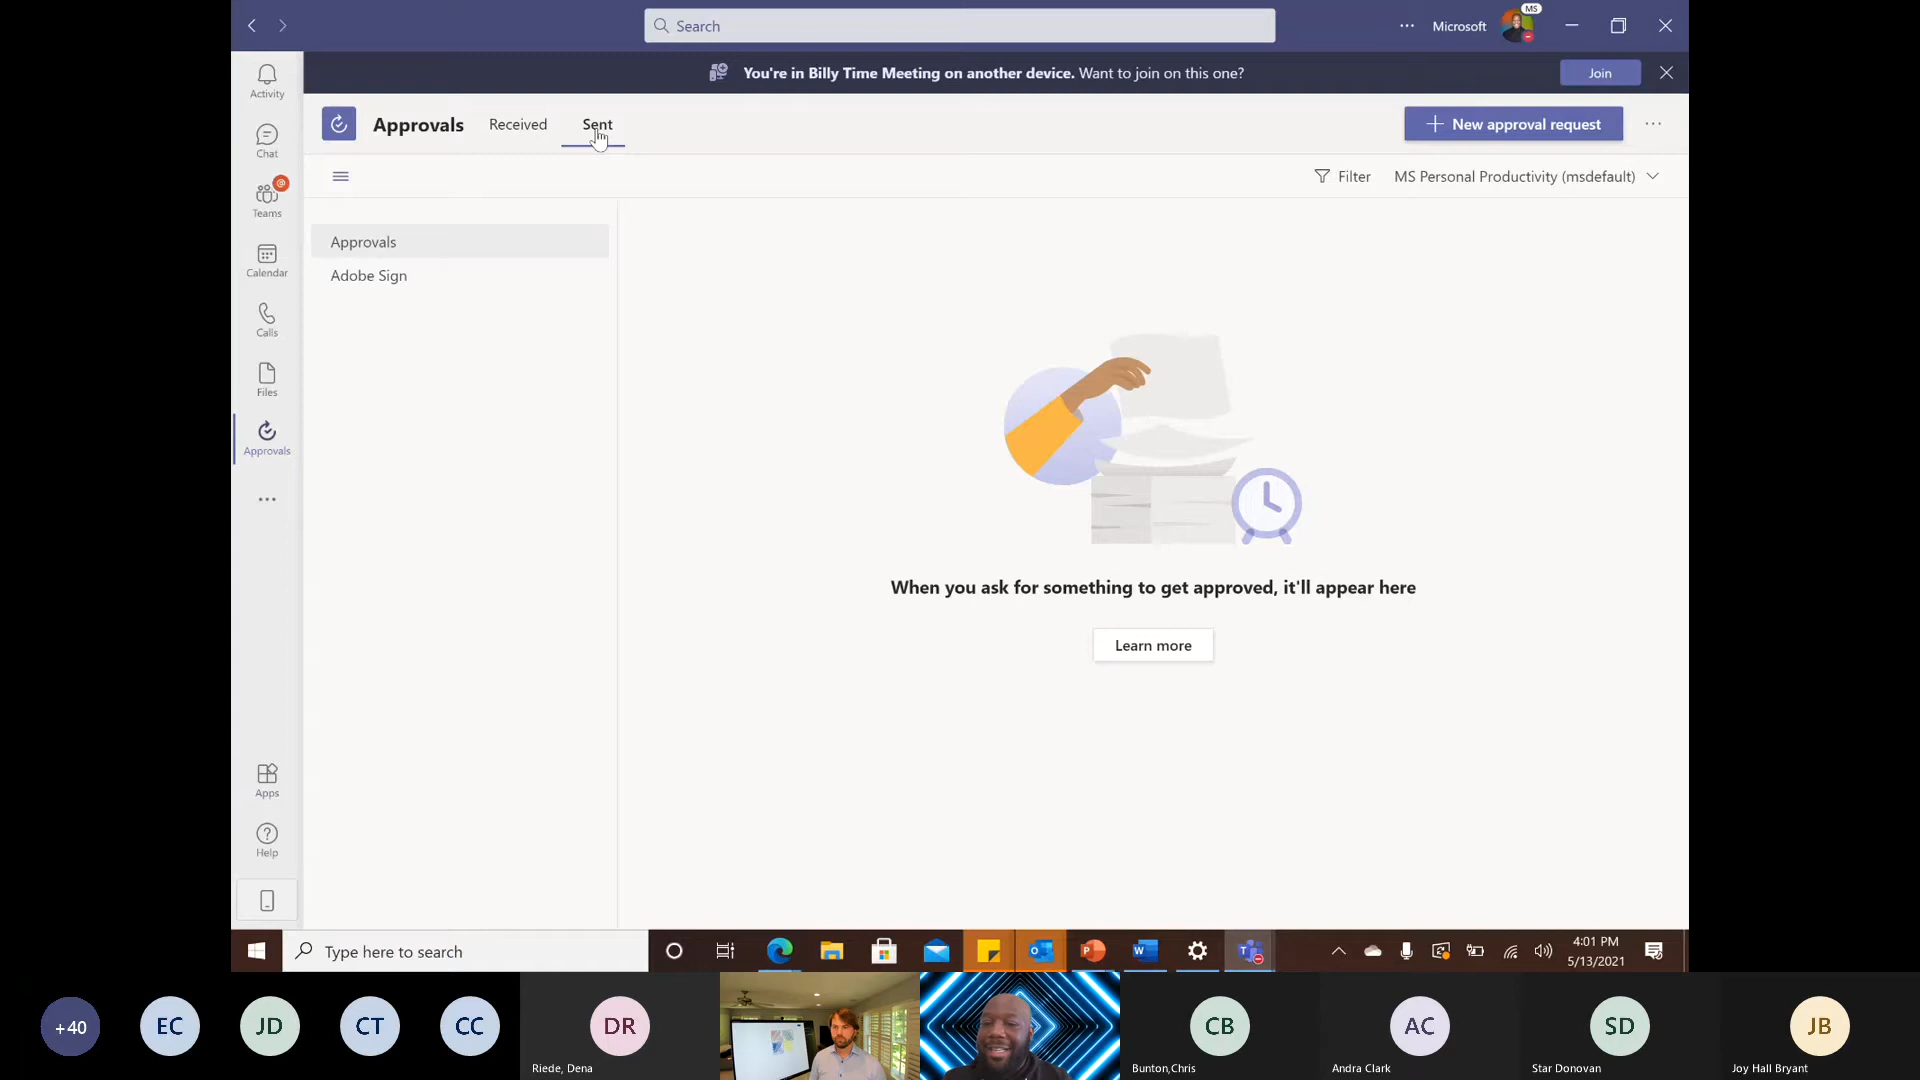 Search
Microsoft
MS
You're in Billy Time Meeting on another device. Want to join on this one?
Join
Activity
Chat
@
Teams
Calendar
Calls
Files
Approvals
Apps
Help
Approvals
Received
Sent
New approval request
Filter
MS Personal Productivity (msdefault)
Approvals
Adobe Sign
When you ask for something to get approved, it'll appear here
Learn more
Type here to search
4:01 PM
5/13/2021
+40
EC
JD
CT
CC
DR
Riede, Dena
CB
Bunton,Chris
AC
Andra Clark
SD
Star Donovan
JB
Joy Hall Bryant